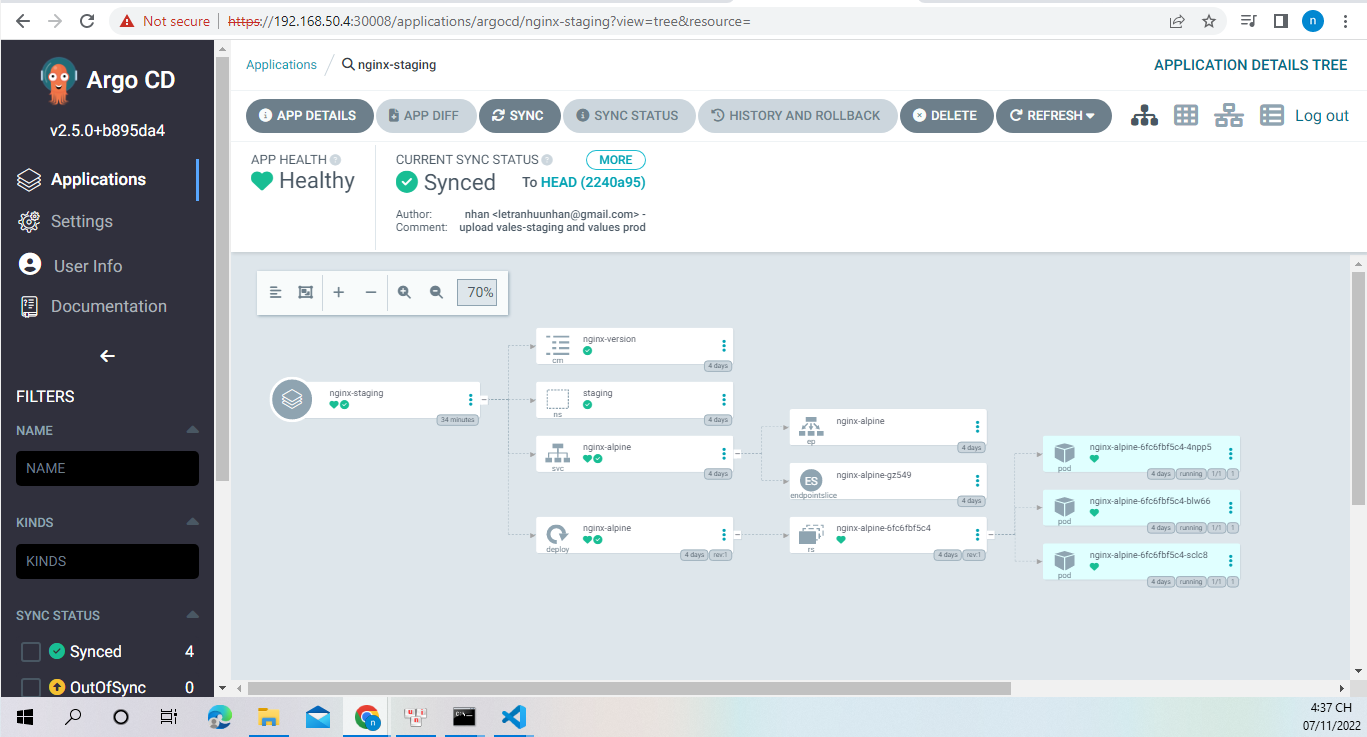 Not secure https://192.168.50.4:30008/applications/argocd/nginx-staging?view=tree&resource= n
Argo CD
v2.5.0+b895da4
Applications
Settings
User Info
Documentation
FILTERS
NAME
NAME
KINDS
KINDS
SYNC STATUS
Synced 4
OutOfSync 0
Applications / nginx-staging APPLICATION DETAILS TREE
APP DETAILS APP DIFF SYNC SYNC STATUS HISTORY AND ROLLBACK DELETE REFRESH Log out
APP HEALTH
Healthy
CURRENT SYNC STATUS MORE
Synced To HEAD (2240a95)
Author: nhan <letranhuunhan@gmail.com> -
Comment: upload vales-staging and values prod
70%
nginx-staging
34 minutes
nginx-version
cm
4 days
staging
ns
4 days
nginx-alpine
svc
4 days
nginx-alpine
deploy
4 days rev:1
nginx-alpine
ep
4 days
ES
nginx-alpine-gz549
endpointslice
4 days
nginx-alpine-6fc6fbf5c4
rs
4 days rev:1
nginx-alpine-6fc6fbf5c4-4npp5
pod
4 days running 1/1 1
nginx-alpine-6fc6fbf5c4-blw66
pod
4 days running 1/1 1
nginx-alpine-6fc6fbf5c4-sclc8
pod
4 days running 1/1 1
4:37 CH
07/11/2022